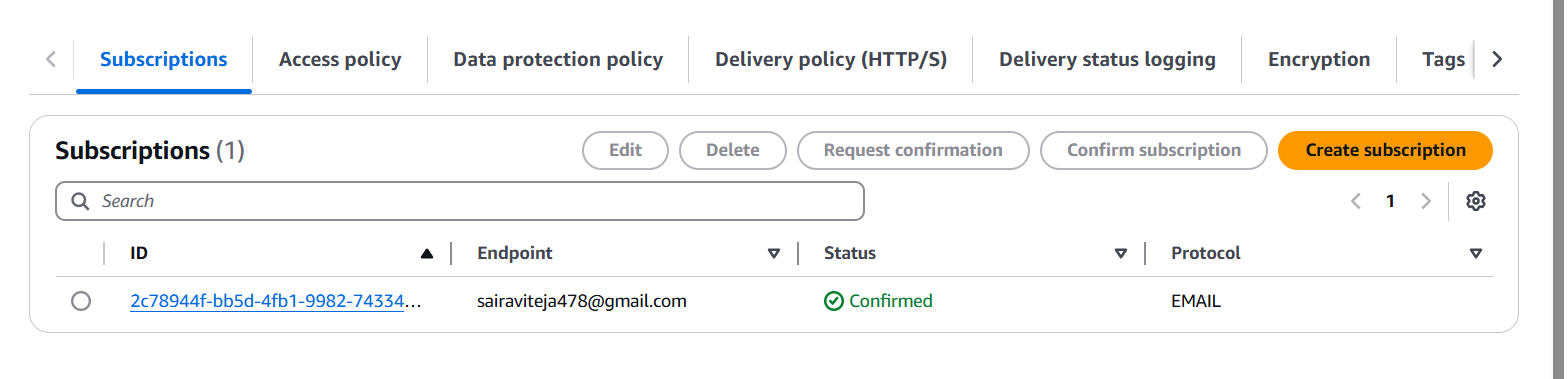 Subscriptions Access policy Data protection policy Delivery policy (HTTP/S) Delivery status logging Encryption Tags
Subscriptions (1) Edit Delete Request confirmation Confirm subscription Create subscription
Search 1
ID Endpoint Status Protocol
2c78944f-bb5d-4fb1-9982-74334... sairaviteja478@gmail.com Confirmed EMAIL